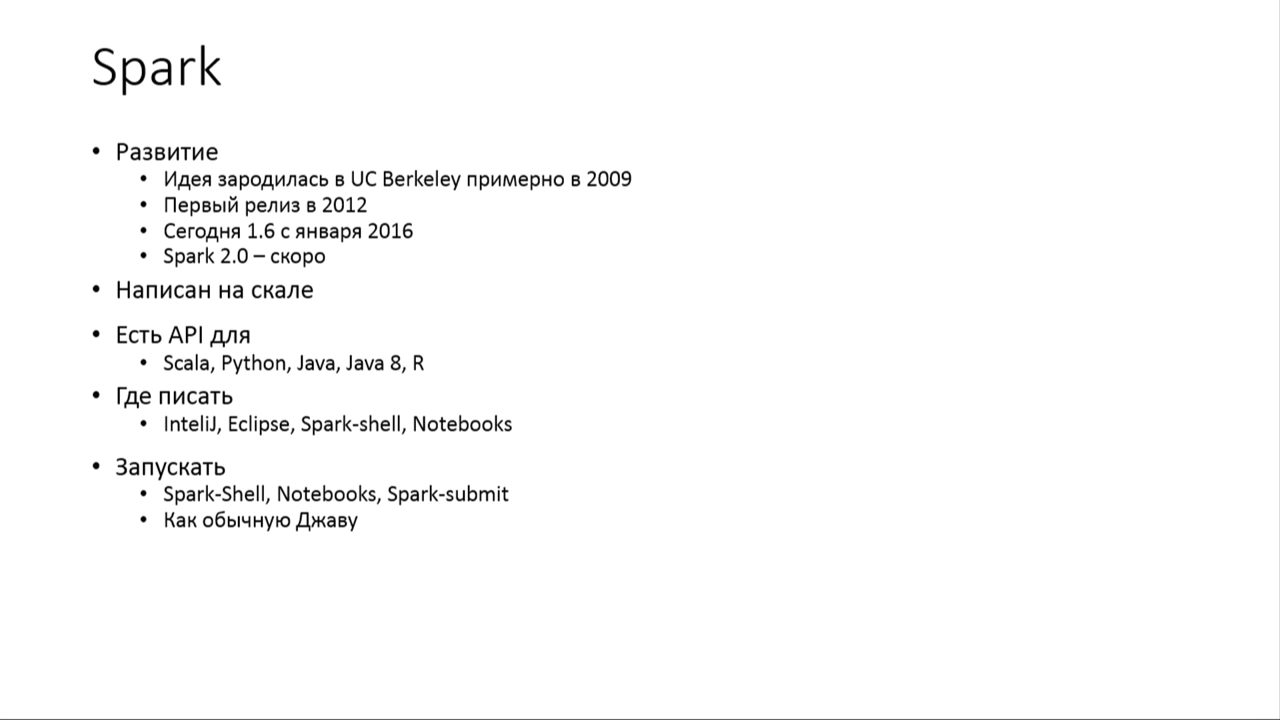 Spark
• Развитие
• Идея зародилась в UC Berkeley примерно в 2009
• Первый релиз в 2012
• Сегодня 1.6 с января 2016
• Spark 2.0 – скоро
• Написан на скале
• Есть API для
• Scala, Python, Java, Java 8, R
• Где писать
• InteliJ, Eclipse, Spark-shell, Notebooks
• Запускать
• Spark-Shell, Notebooks, Spark-submit
• Как обычную Джаву